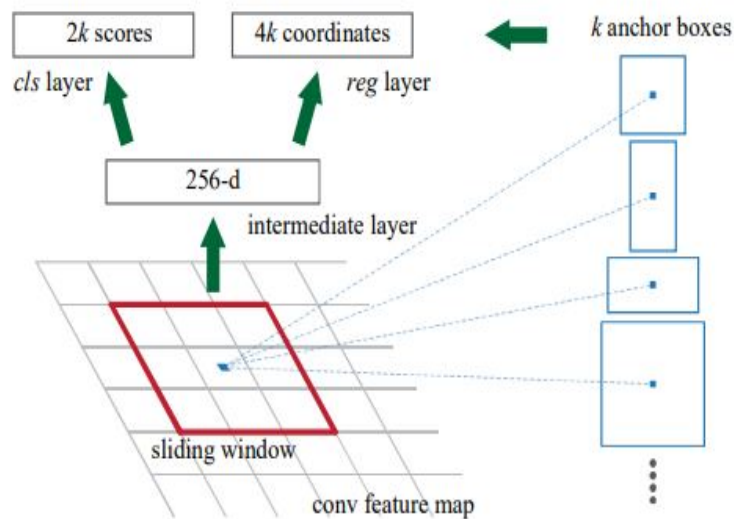 2k scores
4k coordinates
k anchor boxes
cls layer
reg layer
256-d
intermediate layer
sliding window
conv feature map